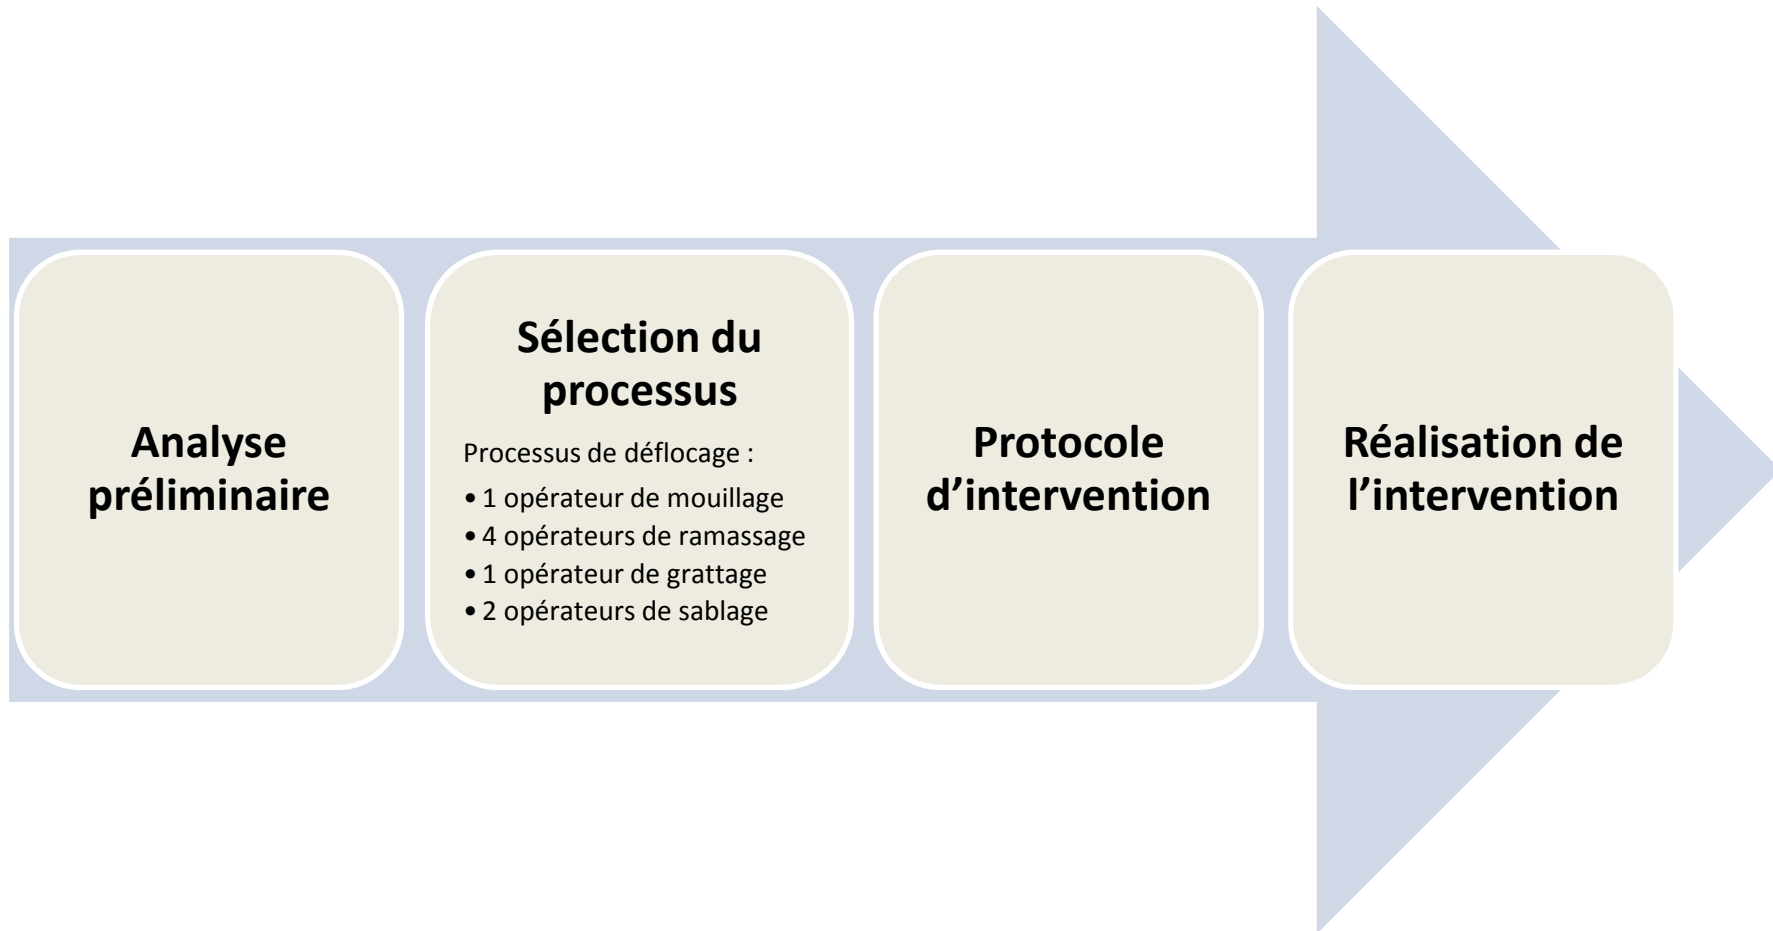 Analyse
préliminaire
Sélection du
processus
Processus de déflocage :
• 1 opérateur de mouillage
• 4 opérateurs de ramassage
• 1 opérateur de grattage
• 2 opérateurs de sablage
Protocole
d’intervention
Réalisation de
l’intervention